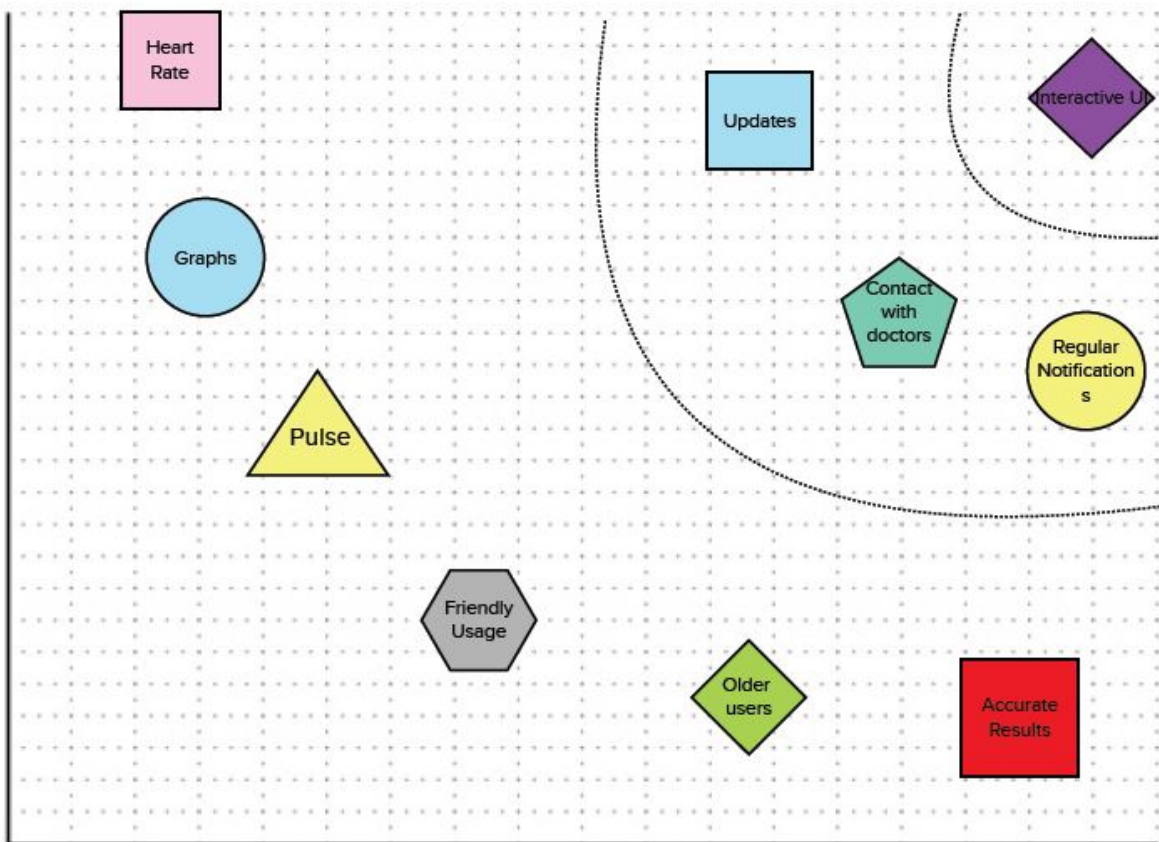 Heart
Rate
Updates
Interactive UI
Graphs
Contact
with
doctors
Regular
Notification
s
Pulse
Friendly
Usage
Older
users
Accurate
Results